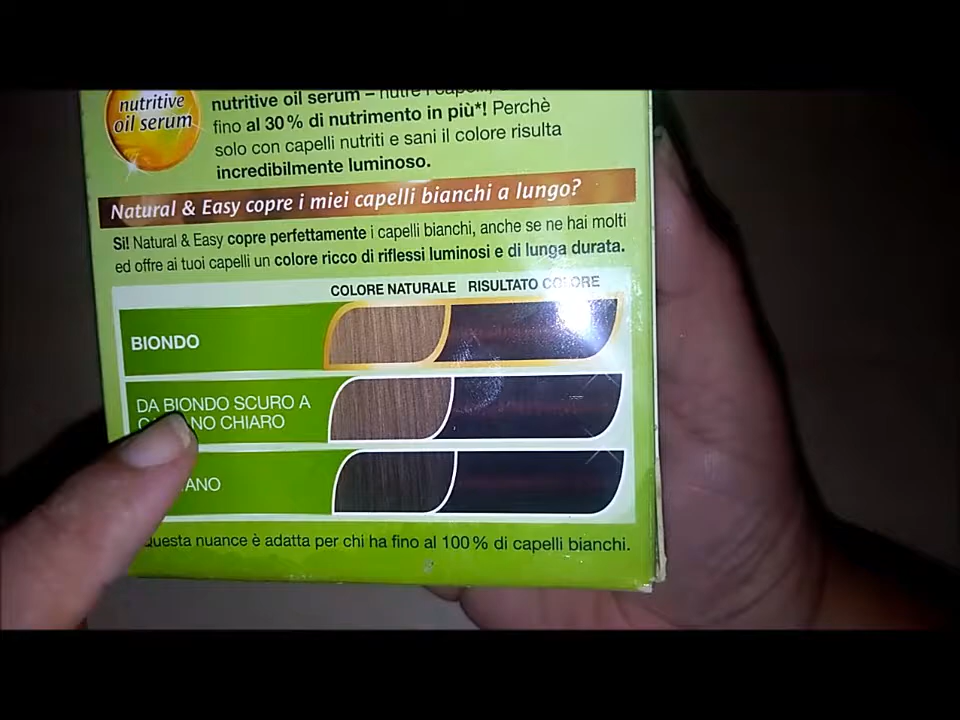 nutritive
oil serum
nutritive oil serum – nutre i capelli,
fino al 30% di nutrimento in più*! Perchè
solo con capelli nutriti e sani il colore risulta
incredibilmente luminoso.
Natural & Easy copre i miei capelli bianchi a lungo?
Sì! Natural & Easy copre perfettamente i capelli bianchi, anche se ne hai molti
ed offre ai tuoi capelli un colore ricco di riflessi luminosi e di lunga durata.
COLORE NATURALE RISULTATO COLORE
BIONDO
DA BIONDO SCURO A
CHIARO
questa nuance è adatta per chi ha fino al 100% di capelli bianchi.